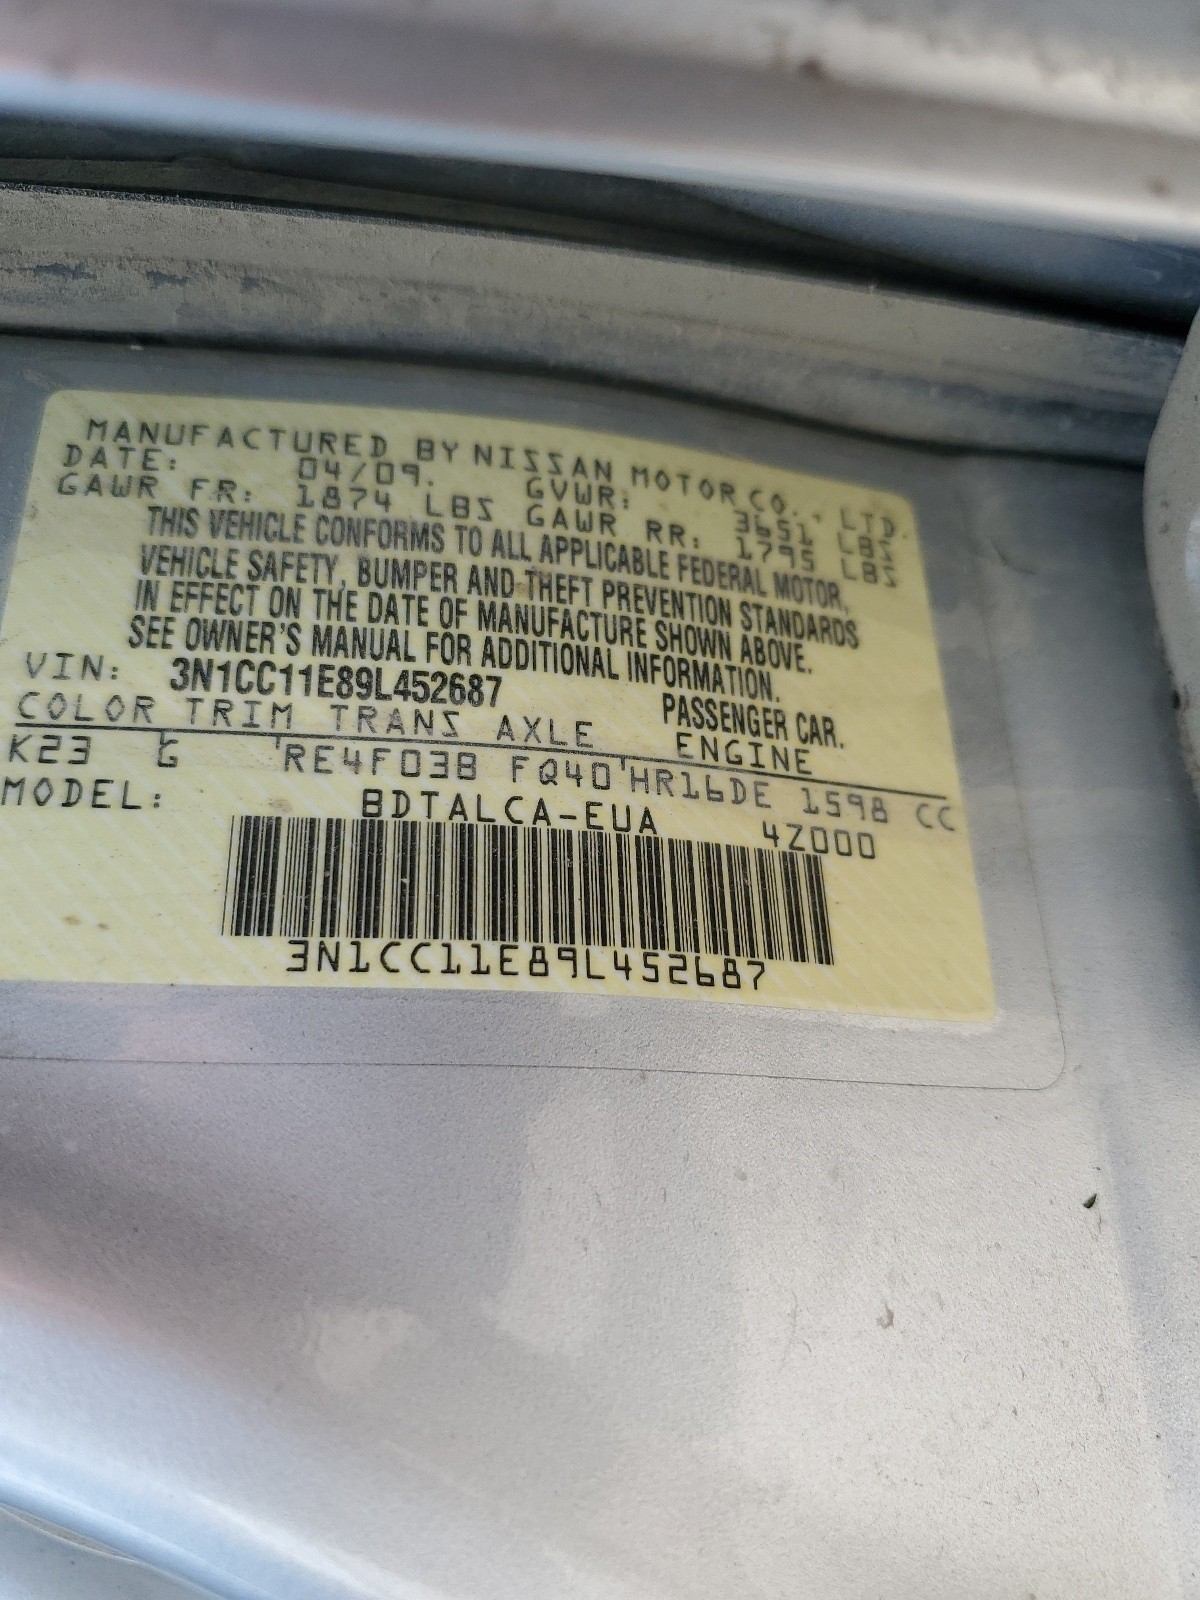 MANUFACTURED BY NISSAN MOTOR CO., LTD.
DATE: 04/09. GVWR: 3651 LBS
GAWR FR: 1874 LBS GAWR RR: 1795 LBS
THIS VEHICLE CONFORMS TO ALL APPLICABLE FEDERAL MOTOR,
VEHICLE SAFETY, BUMPER AND THEFT PREVENTION STANDARDS
IN EFFECT ON THE DATE OF MANUFACTURE SHOWN ABOVE.
SEE OWNER'S MANUAL FOR ADDITIONAL INFORMATION.
VIN: 3N1CC11E89L452687 PASSENGER CAR.
COLOR TRIM TRANS AXLE ENGINE
K23 G RE4F03B FQ40 HR16DE 1598 CC
MODEL: BDTALCA-EUA 4Z000
3N1CC11E89L452687